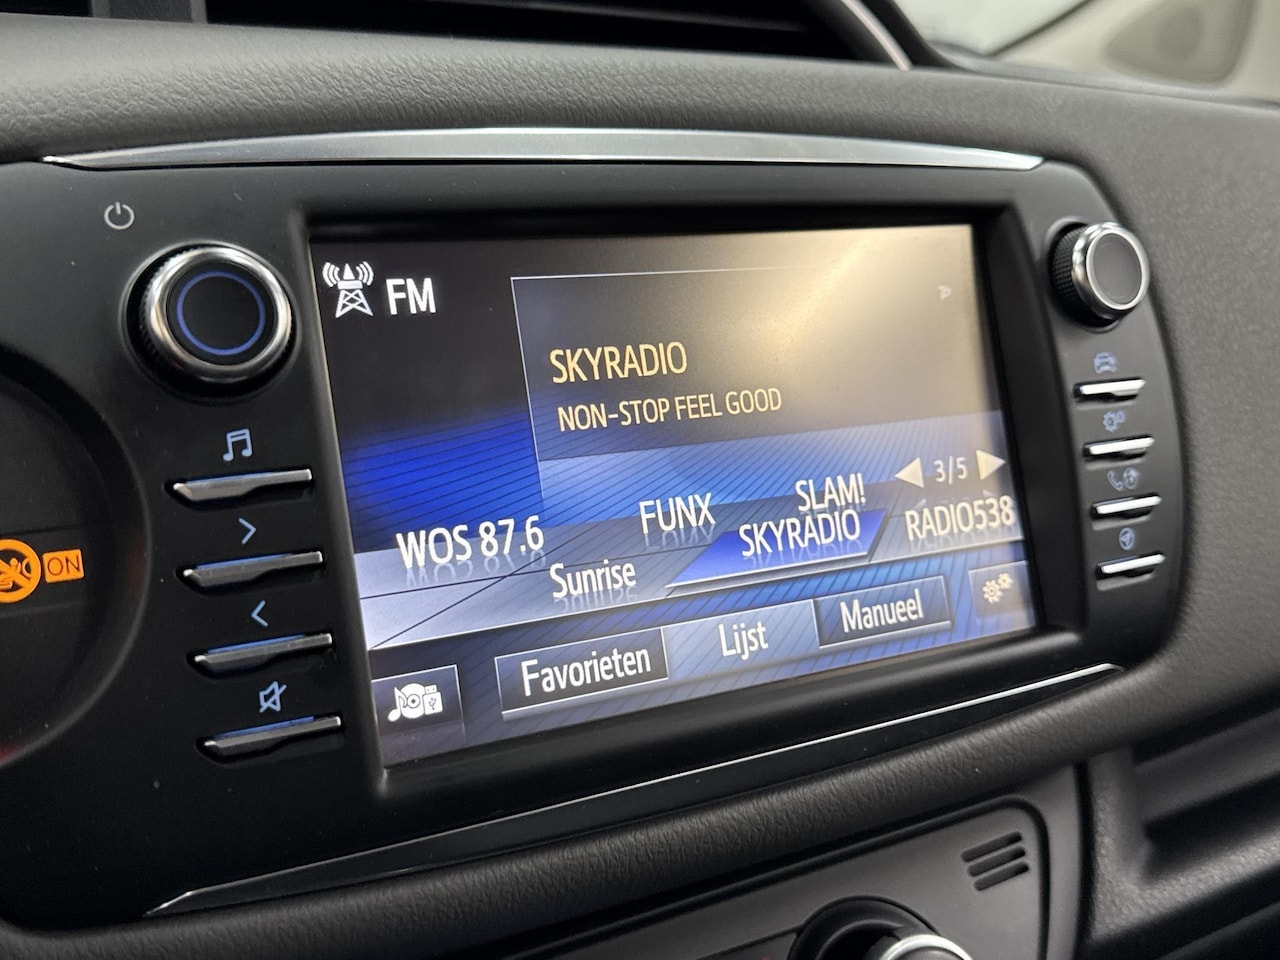 FM
SKYRADIO
NON-STOP FEEL GOOD
3/5
WOS 87.6
Sunrise
FUNX
SKYRADIO
SLAM!
RADIO538
Favorieten
Lijst
Manueel
ON